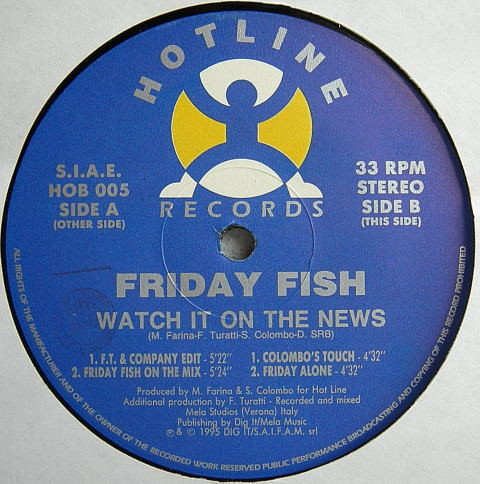 HOTLINE
RECORDS
S.I.A.E.
HOB 005
SIDE A
(OTHER SIDE)
33 RPM
STEREO
SIDE B
(THIS SIDE)
FRIDAY FISH
WATCH IT ON THE NEWS
(M. Farina-F. Turatti-S. Colombo-D. SRB)
1. F.T. & COMPANY EDIT - 5'22"
2. FRIDAY FISH ON THE MIX - 5'24"
1. COLOMBO'S TOUCH - 4'32"
2. FRIDAY ALONE - 4'32"
Produced by M. Farina & S. Colombo for Hot Line
Additional production by F. Turatti - Recorded and mixed
Mela Studios (Verona) Italy
Publishing by Dig It/Mela Music
℗ & © 1995 DIG IT/S.A.I.F.A.M. srl
ALL RIGHTS OF THE MANUFACTURER AND OF THE OWNER OF THE RECORDED WORK RESERVED PUBLIC PERFORMANCE BROADCASTING AND COPYING OF THIS RECORD PROHIBITED